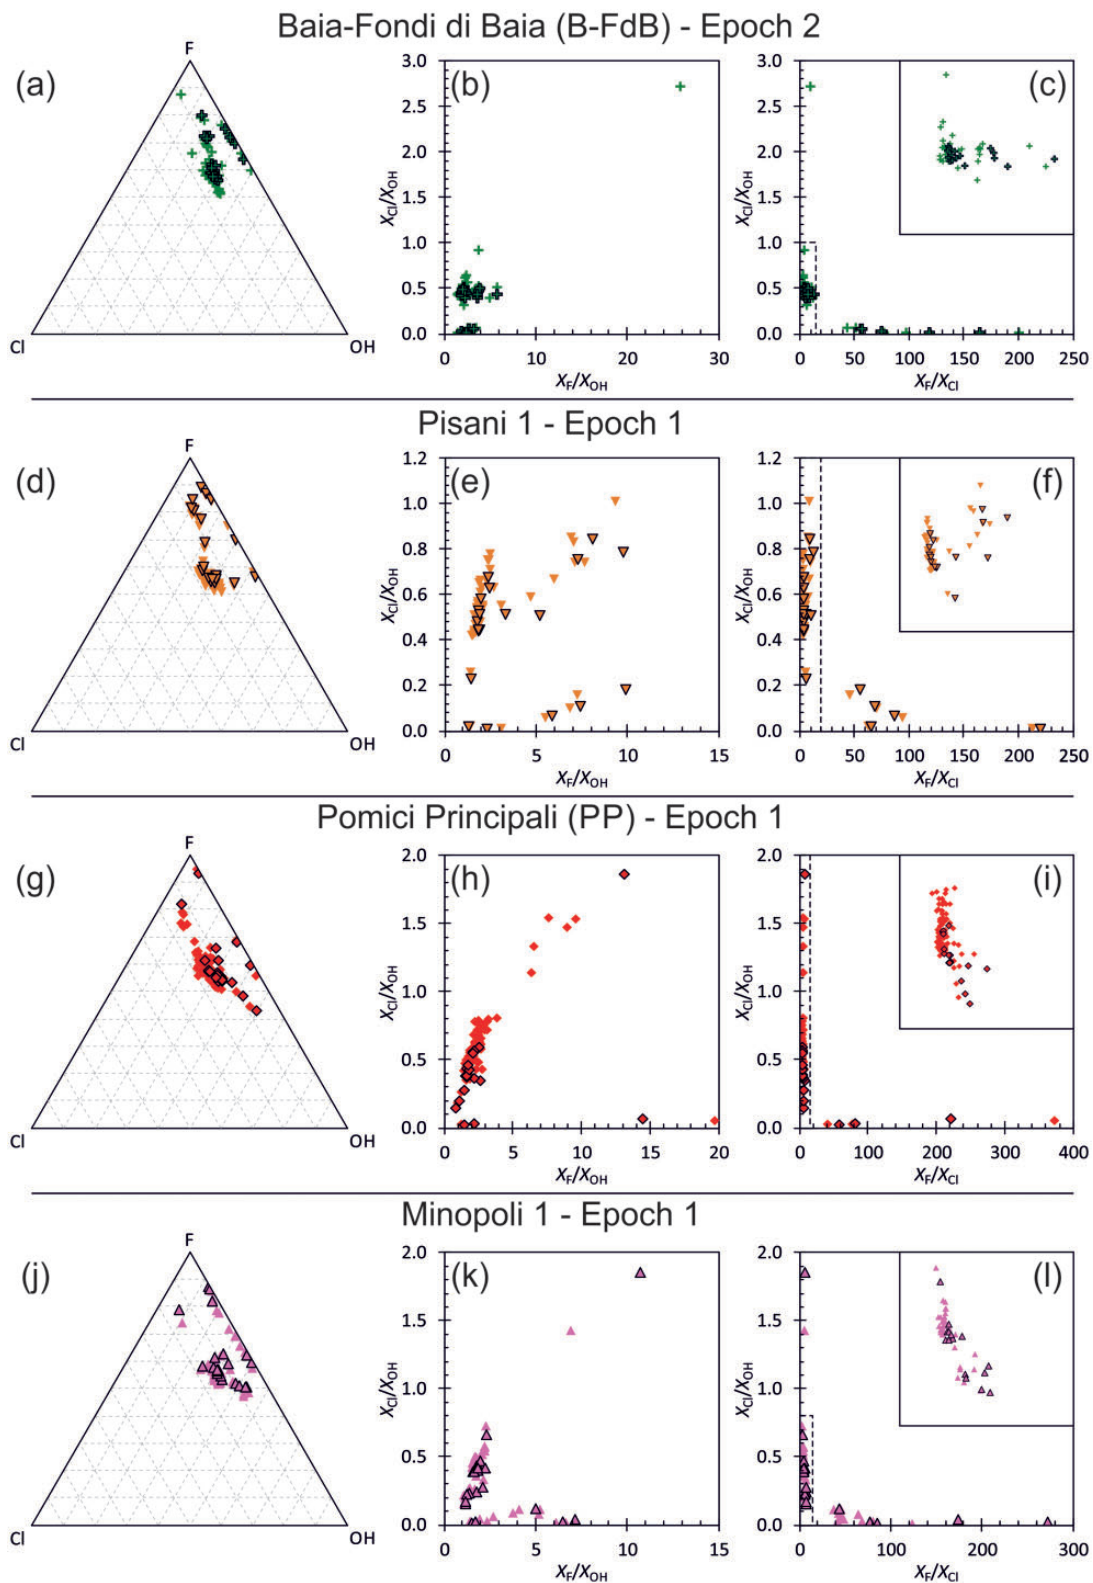 Baia-Fondi di Baia (B-FdB) - Epoch 2
(a)
F
Cl
OH
(b)
3.0
2.5
2.0
1.5
1.0
0.5
0.0
XCl/XOH
0
10
20
30
XF/XOH
(c)
3.0
2.5
2.0
1.5
1.0
0.5
0.0
XCl/XOH
0
50
100
150
200
250
XF/XCl
Pisani 1 - Epoch 1
(d)
F
Cl
OH
(e)
1.2
1.0
0.8
0.6
0.4
0.2
0.0
XCl/XOH
0
5
10
15
XF/XOH
(f)
1.2
1.0
0.8
0.6
0.4
0.2
0.0
XCl/XOH
0
50
100
150
200
250
XF/XCl
Pomici Principali (PP) - Epoch 1
(g)
F
Cl
OH
(h)
2.0
1.5
1.0
0.5
0.0
XCl/XOH
0
5
10
15
20
XF/XOH
(i)
2.0
1.5
1.0
0.5
0.0
XCl/XOH
0
100
200
300
400
XF/XCl
Minopoli 1 - Epoch 1
(j)
F
Cl
OH
(k)
2.0
1.5
1.0
0.5
0.0
XCl/XOH
0
5
10
15
XF/XOH
(l)
2.0
1.5
1.0
0.5
0.0
XCl/XOH
0
100
200
300
XF/XCl